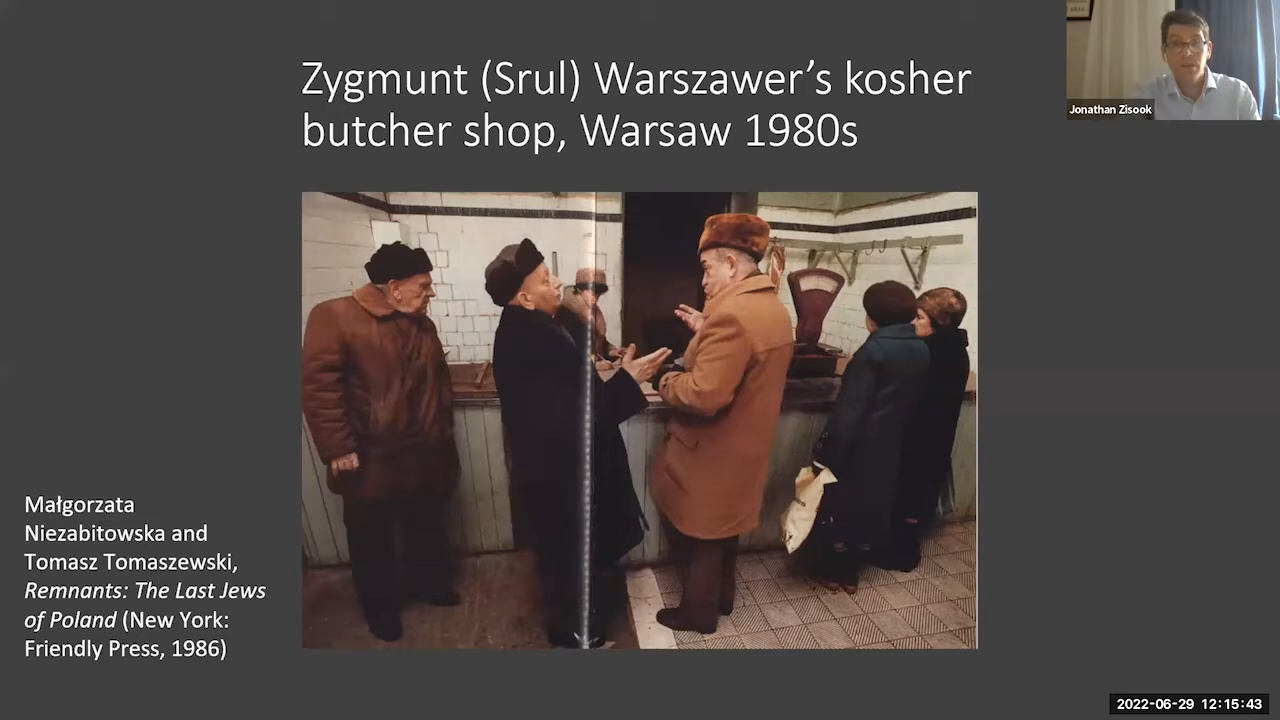 Zygmunt (Srul) Warszawer’s kosher
butcher shop, Warsaw 1980s
Jonathan Zisook
Małgorzata
Niezabitowska and
Tomasz Tomaszewski,
Remnants: The Last Jews
of Poland (New York:
Friendly Press, 1986)
2022-06-29 12:15:43